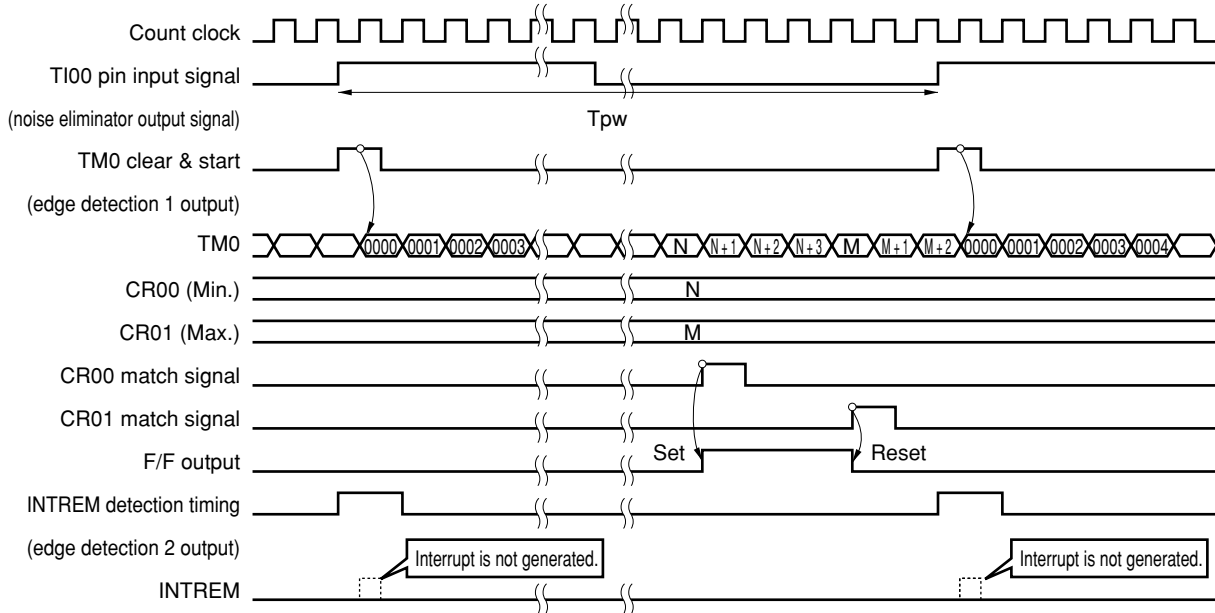 Count clock
TI00 pin input signal
(noise eliminator output signal)
Tpw
TM0 clear & start
(edge detection 1 output)
TM0 0000 0001 0002 0003 N N+1 N+2 N+3 M M+1 M+2 0000 0001 0002 0003 0004
CR00 (Min.) N
CR01 (Max.) M
CR00 match signal
CR01 match signal
F/F output Set Reset
INTREM detection timing
(edge detection 2 output)
Interrupt is not generated. Interrupt is not generated.
INTREM